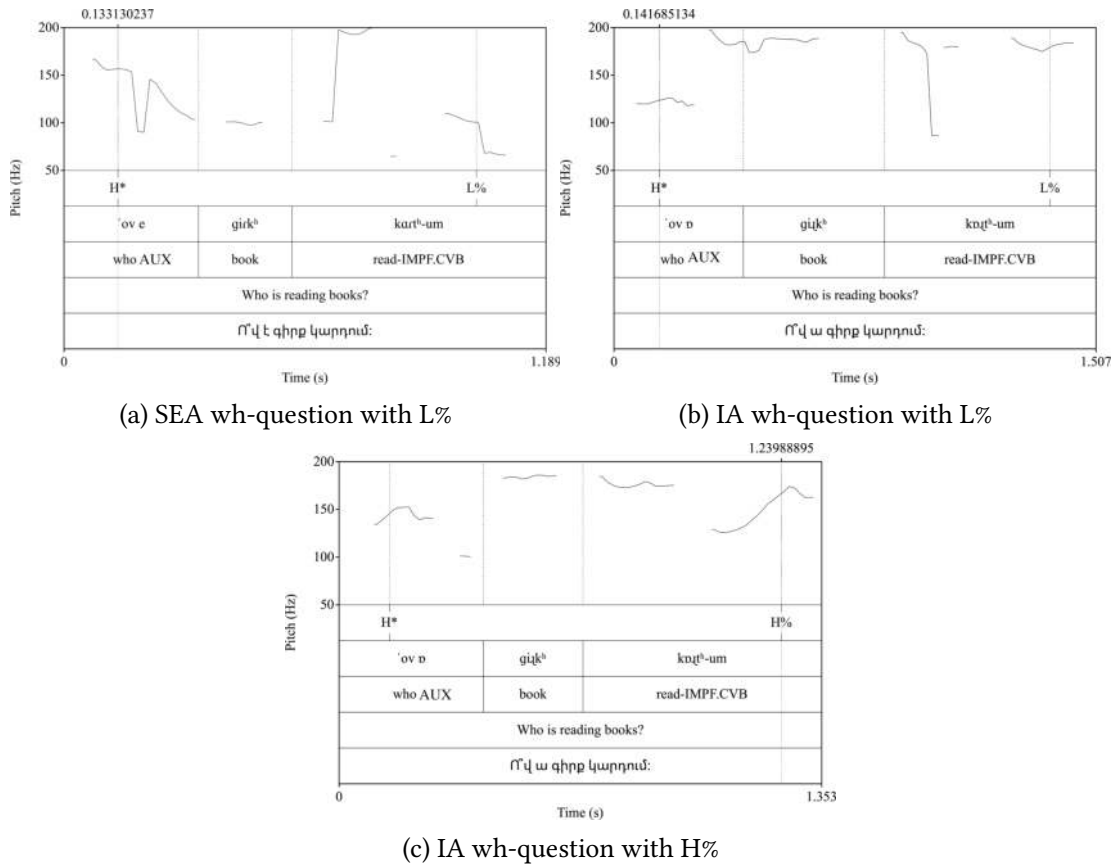 0.133130237
200
150
100
50
Pitch (Hz)
H* L%
ˈov e ɡiɾkʰ kɑɾtʰ-um
who AUX book read-IMPF.CVB
Who is reading books?
Ո՞վ է գիրք կարդում:
0 1.189
Time (s)
(a) SEA wh-question with L%
0.141685134
200
150
100
50
Pitch (Hz)
H* L%
ˈov ɒ ɡiɻkʰ kɒɻtʰ-um
who AUX book read-IMPF.CVB
Who is reading books?
Ո՞վ ա գիրք կարդում:
0 1.507
Time (s)
(b) IA wh-question with L%
1.23988895
200
150
100
50
Pitch (Hz)
H* H%
ˈov ɒ ɡiɻkʰ kɒɻtʰ-um
who AUX book read-IMPF.CVB
Who is reading books?
Ո՞վ ա գիրք կարդում:
0 1.353
Time (s)
(c) IA wh-question with H%